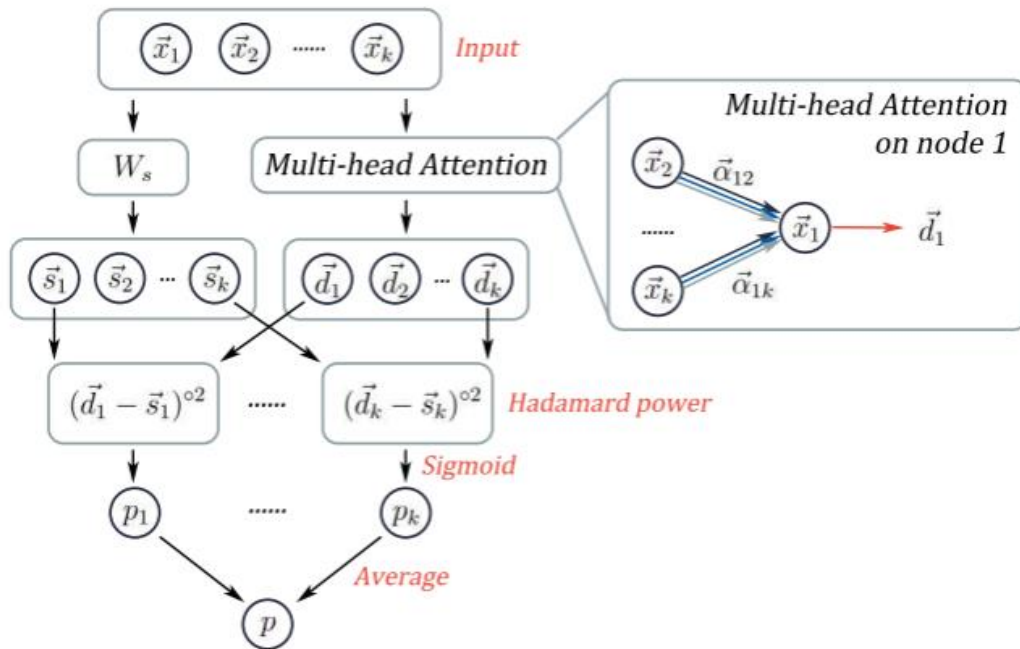 x⃗₁ x⃗₂ ...... x⃗ₖ Input
Wₛ Multi-head Attention
s⃗₁ s⃗₂ ... s⃗ₖ d⃗₁ d⃗₂ ... d⃗ₖ
(d⃗₁ − s⃗₁)°² ...... (d⃗ₖ − s⃗ₖ)°² Hadamard power
Sigmoid
p₁ ...... pₖ
Average
p
Multi-head Attention
on node 1
x⃗₂ α⃗₁₂
...... x⃗₁ d⃗₁
x⃗ₖ α⃗₁ₖ